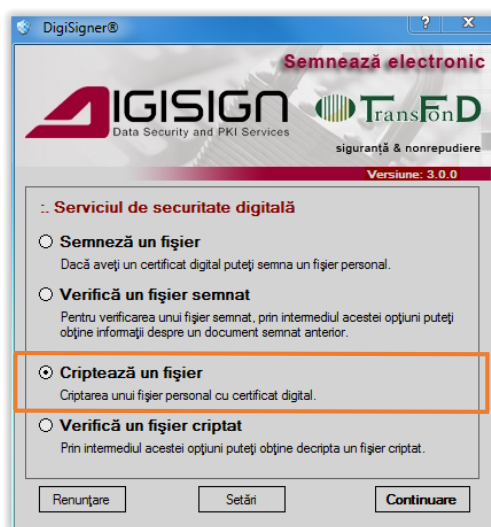 DigiSigner®
Semnează electronic
DIGISIGN
Data Security and PKI Services
TransFonD
siguranță & nonrepudiere
Versiune: 3.0.0
:. Serviciul de securitate digitală
Semneză un fişier
Dacă aveţi un certificat digital puteţi semna un fişier personal.
Verifică un fişier semnat
Pentru verificarea unui fişier semnat, prin intermediul acestei opţiuni puteţi
obţine informaţii despre un document semnat anterior.
Criptează un fişier
Criptarea unui fişier personal cu certificat digital.
Verifică un fişier criptat
Prin intermediul acestei opţiuni puteţi obţine decripta un fişier criptat.
Renunţare
Setări
Continuare